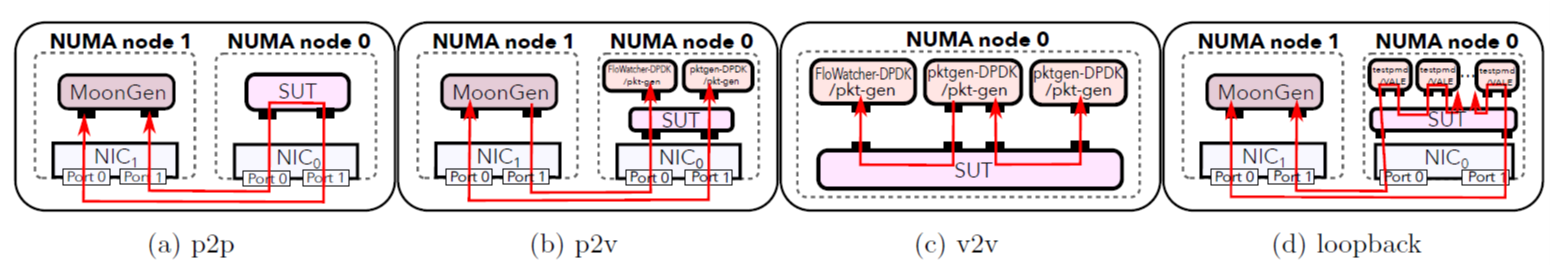 NUMA node 1
NUMA node 0
MoonGen
SUT
NIC1
Port 0
Port 1
NIC0
Port 0
Port 1
(a) p2p
NUMA node 1
NUMA node 0
MoonGen
FloWatcher-DPDK
/pkt-gen
pktgen-DPDK
/pkt-gen
SUT
NIC1
Port 0
Port 1
NIC0
Port 0
Port 1
(b) p2v
NUMA node 0
FloWatcher-DPDK
/pkt-gen
pktgen-DPDK
/pkt-gen
pktgen-DPDK
/pkt-gen
SUT
(c) v2v
NUMA node 1
NUMA node 0
MoonGen
testpmd
/VALE
testpmd
/VALE
...
testpmd
/VALE
SUT
NIC1
Port 0
Port 1
NIC0
Port 0
Port 1
(d) loopback